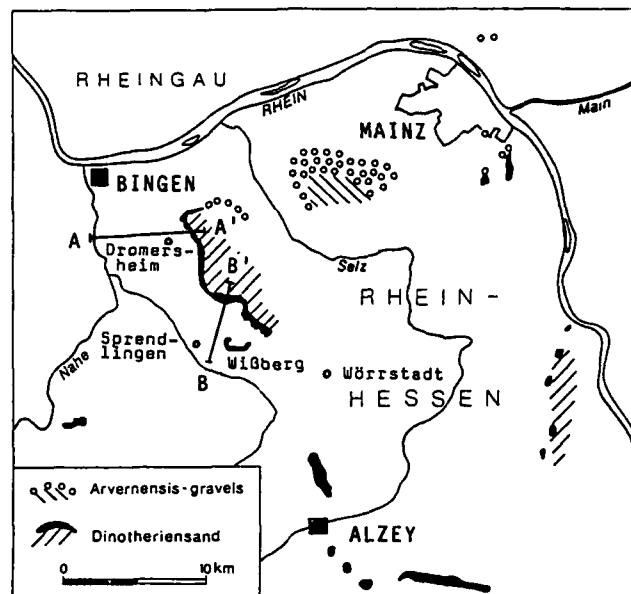 RHEINGAU
RHEIN
MAINZ
Main
BINGEN
A
A'
Dromers-
heim
B'
Selz
RHEIN-
Sprend-
lingen
Wißberg
Nahe
B
Wörrstadt
HESSEN
Arvernensis-gravels
Dinotheriensand
ALZEY
0 10km